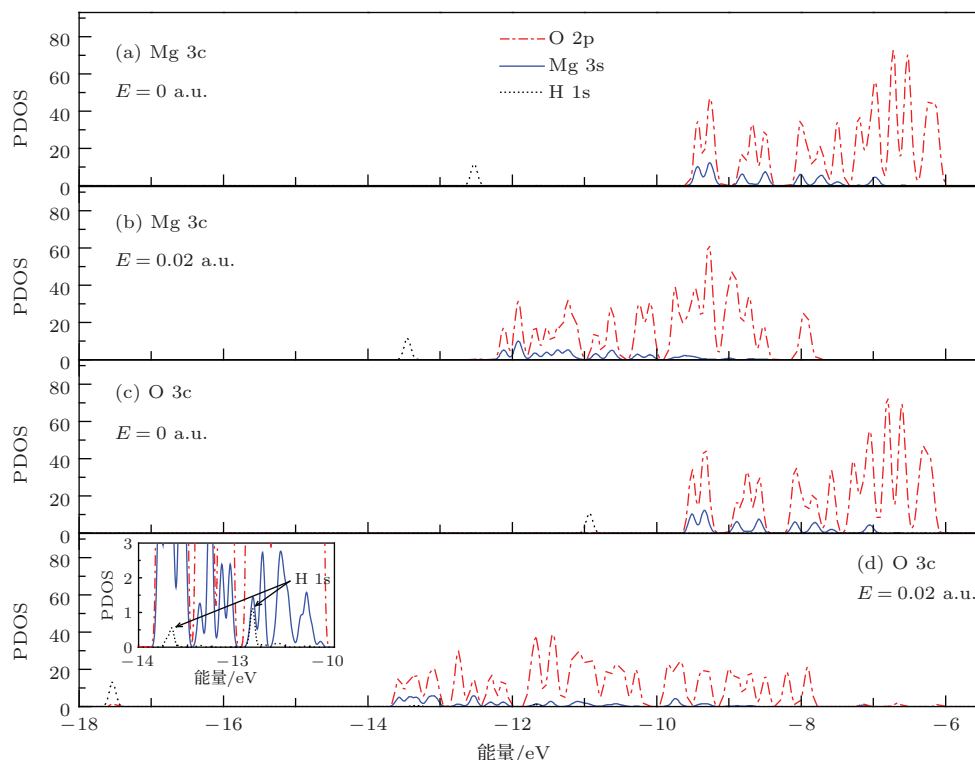 80
60
40
20
0
PDOS
(a) Mg 3c
E = 0 a.u.
O 2p
Mg 3s
H 1s
80
60
40
20
0
PDOS
(b) Mg 3c
E = 0.02 a.u.
80
60
40
20
0
PDOS
(c) O 3c
E = 0 a.u.
80
60
40
20
0
PDOS
(d) O 3c
E = 0.02 a.u.
3
2
1
0
PDOS
H 1s
−14 −13 −10
能量/eV
−18 −16 −14 −12 −10 −8 −6
能量/eV